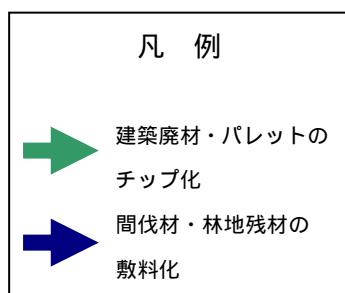 凡　例
建築廃材・パレットの
チップ化
間伐材・林地残材の
敷料化